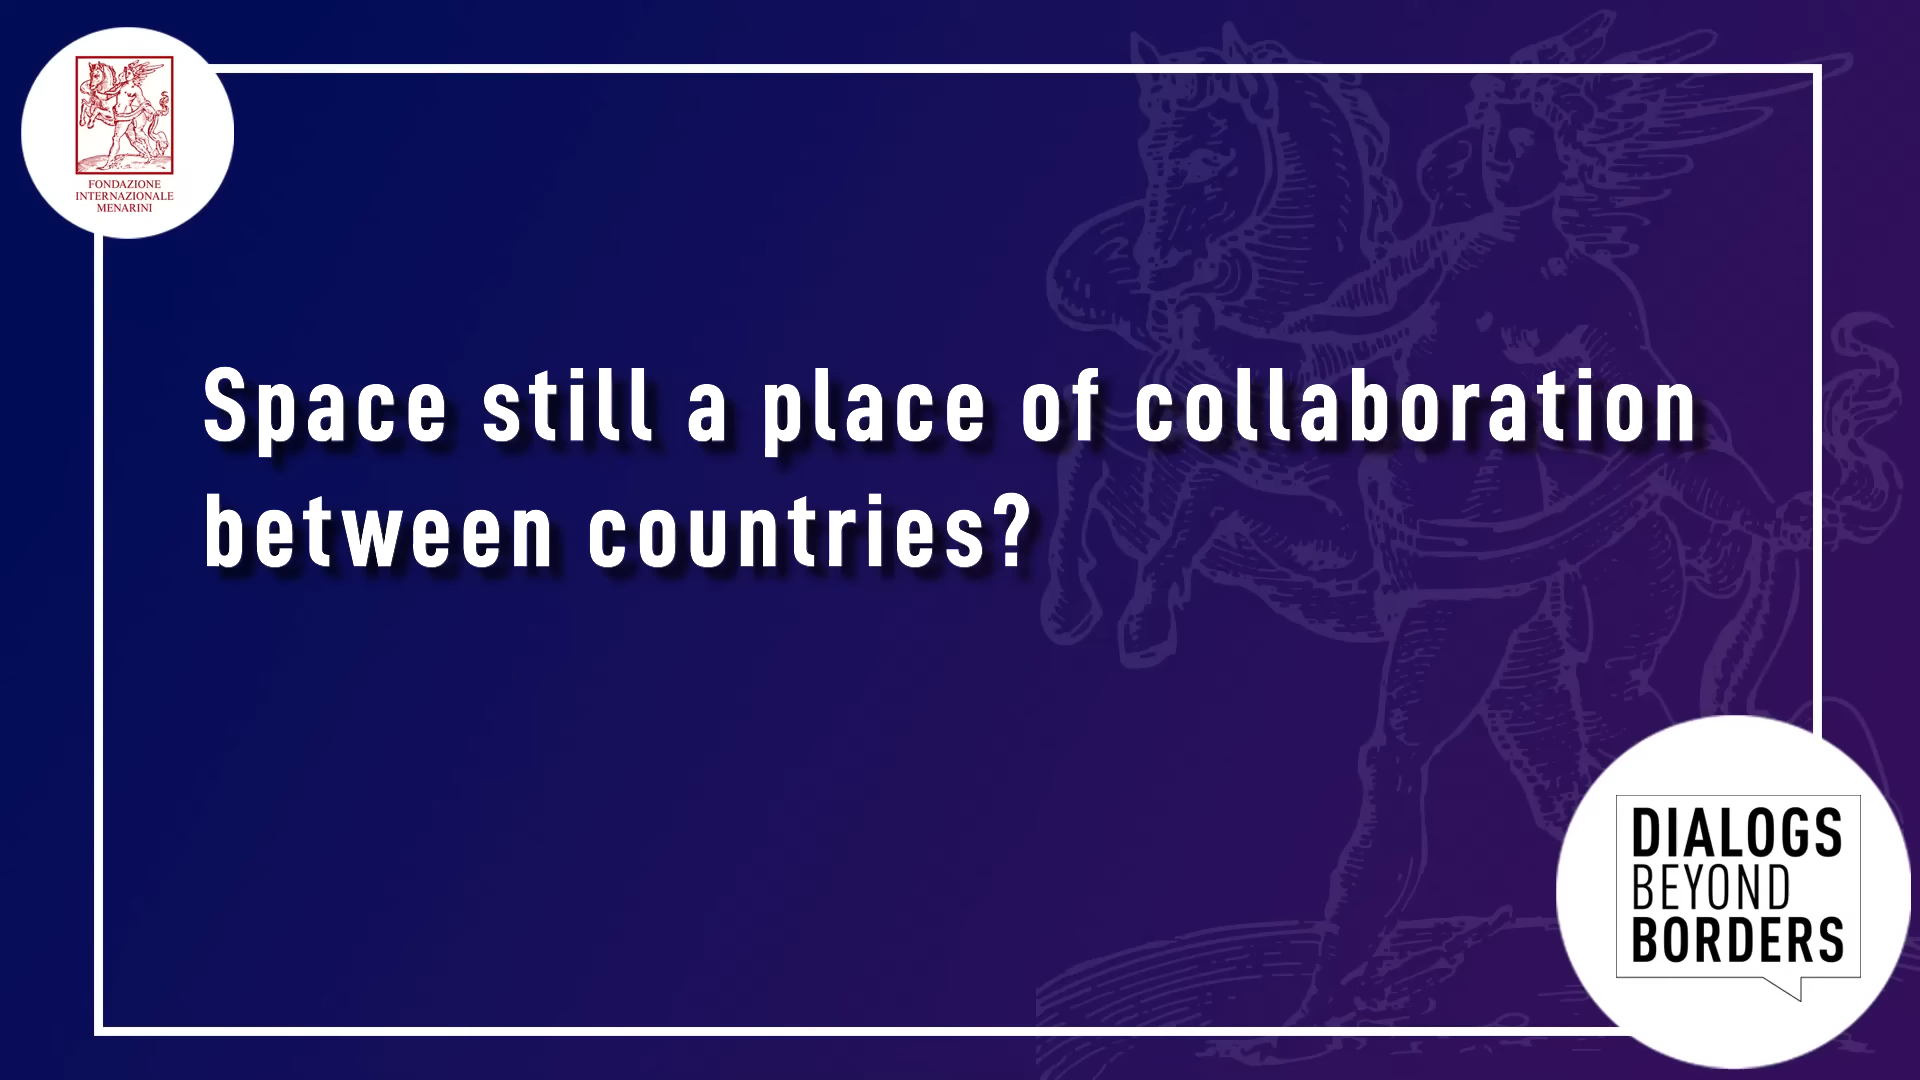 FONDAZIONE
INTERNAZIONALE
MENARINI
Space still a place of collaboration
between countries?
DIALOGS
BEYOND
BORDERS